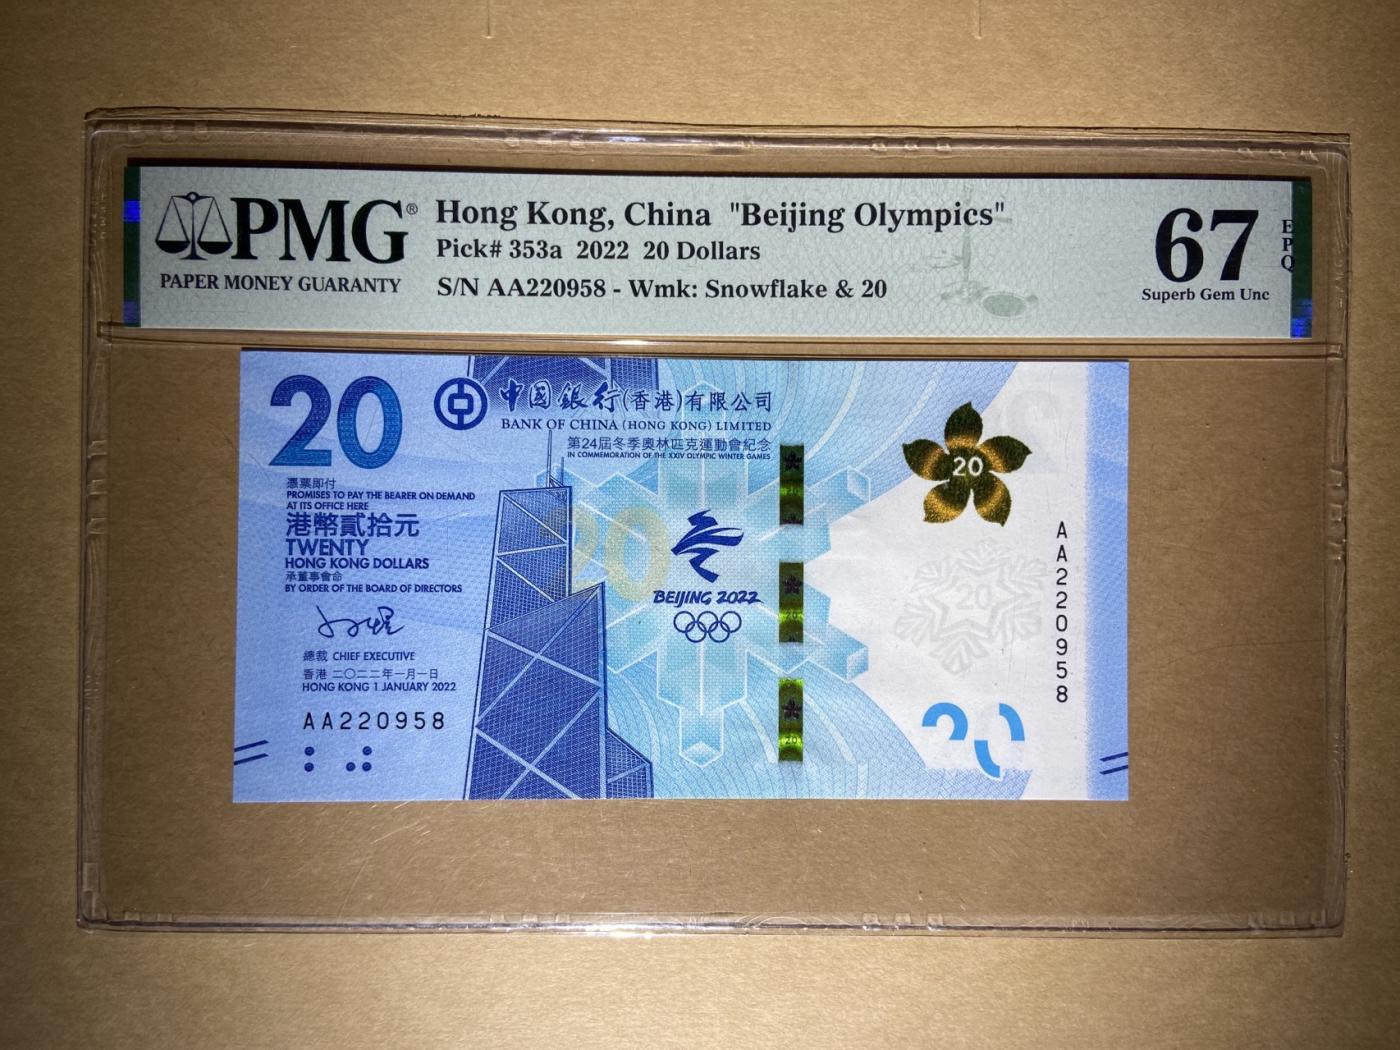 PMG®
PAPER MONEY GUARANTY
Hong Kong, China "Beijing Olympics"
Pick# 353a 2022 20 Dollars
S/N AA220958 - Wmk: Snowflake & 20
67
EPQ
Superb Gem Unc
20
中國銀行(香港)有限公司
BANK OF CHINA (HONG KONG) LIMITED
第24屆冬季奧林匹克運動會紀念
IN COMMEMORATION OF THE XXIV OLYMPIC WINTER GAMES
憑票即付
PROMISES TO PAY THE BEARER ON DEMAND
AT ITS OFFICE HERE
港幣貳拾元
TWENTY
HONG KONG DOLLARS
承董事會命
BY ORDER OF THE BOARD OF DIRECTORS
總裁 CHIEF EXECUTIVE
香港 二〇二二年一月一日
HONG KONG 1 JANUARY 2022
AA220958
20
BEIJING 2022
20
20
20
20
20
AA220958
20